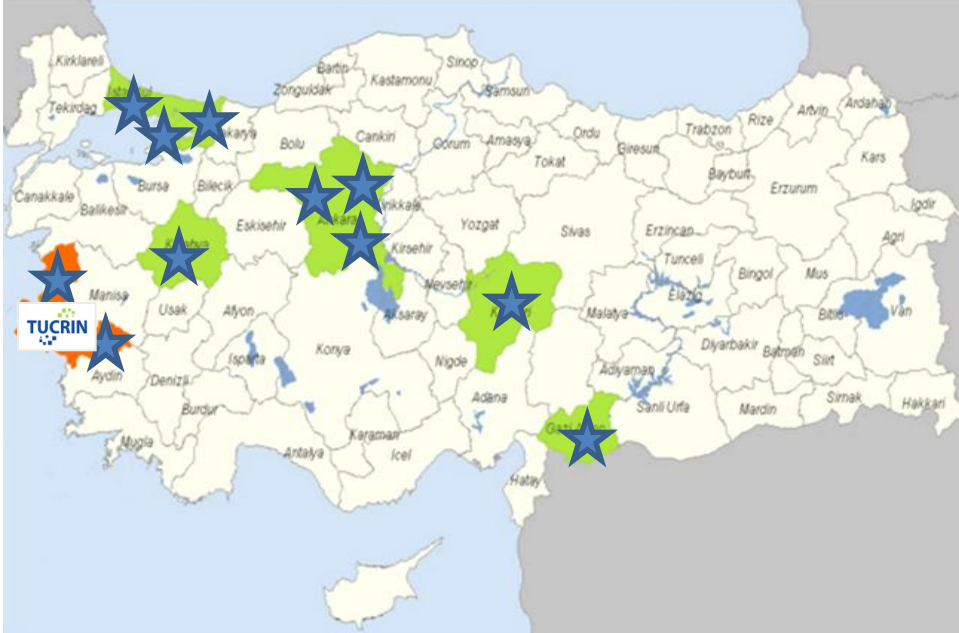 Kirklareli
Tekirdag
Canakkale
Balikesir
Bursa
Bilecik
Bolu
Zonguldak
Bartin
Kastamonu
Cankiri
Sinop
Samsun
Corum
Amasya
Tokat
Ordu
Giresun
Trabzon
Rize
Artvin
Ardahan
Kars
Igdir
Bayburt
Erzurum
Agri
Eskisehir
Kirsehir
Yozgat
Sivas
Erzincan
Tunceli
Bingol
Mus
Van
Manisa
Usak
Afyon
Nevsehir
Aksaray
Malatya
Elazig
Bitlis
TUCRIN
Aydin
Denizli
Isparta
Konya
Nigde
Adana
Adiyaman
Diyarbakir
Batman
Siirt
Sirnak
Hakkari
Mardin
Sanli Urfa
Burdur
Mugla
Antalya
Karaman
Icel
Hatay